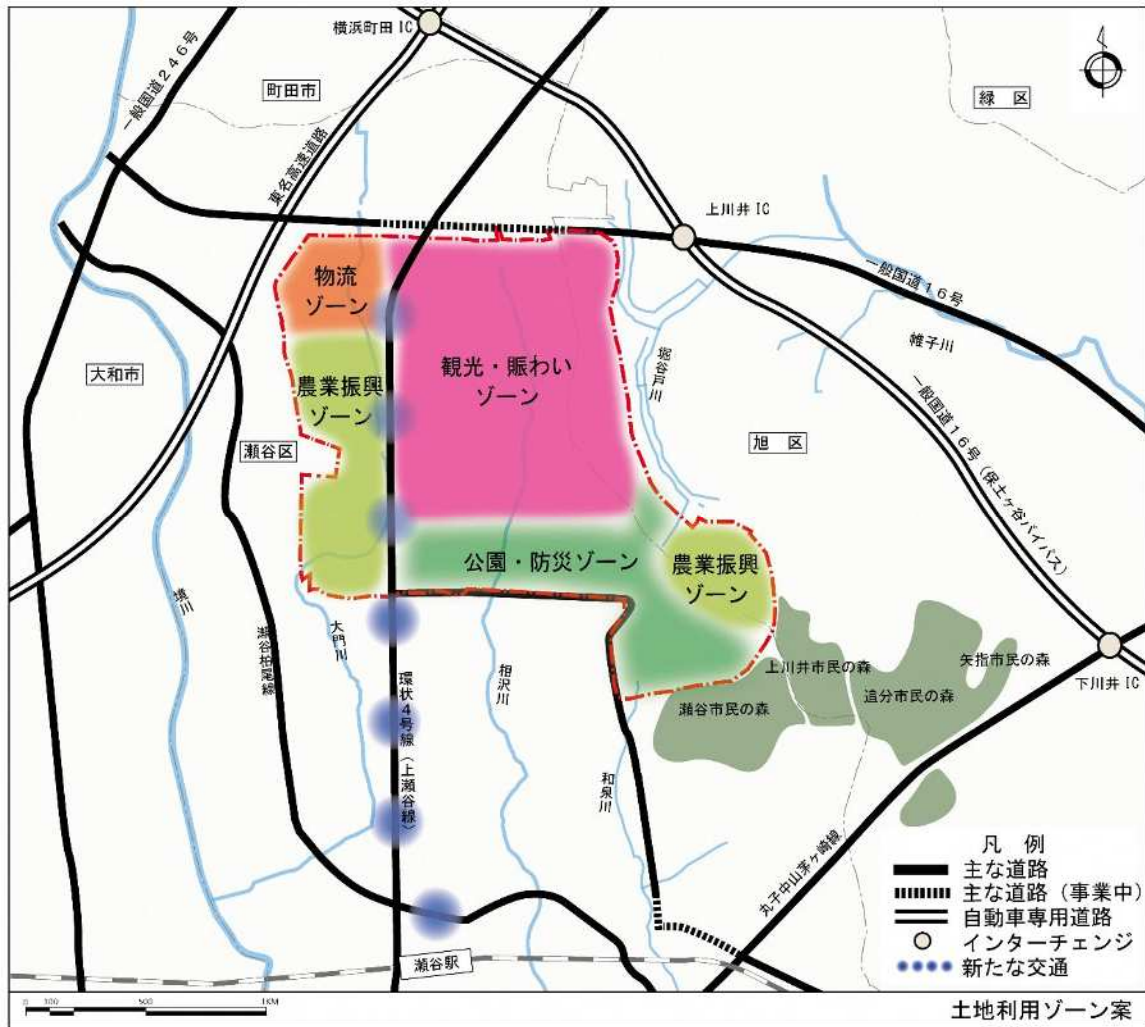 横浜町田IC
町田市
緑 区
一般国道246号
東名高速道路
上川井IC
一般国道16号
帷子川
物流
ゾーン
観光・賑わい
ゾーン
堀谷戸川
大和市
農業振興
ゾーン
瀬谷区
旭 区
一般国道16号(保土ヶ谷バイパス)
公園・防災ゾーン
農業振興
ゾーン
境川
瀬谷柏尾線
大門川
相沢川
環状4号線(上瀬谷線)
和泉川
上川井市民の森
矢指市民の森
瀬谷市民の森
追分市民の森
下川井IC
丸子中山茅ヶ崎線
瀬谷駅
凡 例
主な道路
主な道路(事業中)
自動車専用道路
インターチェンジ
新たな交通
0 100 500 1KM
土地利用ゾーン案